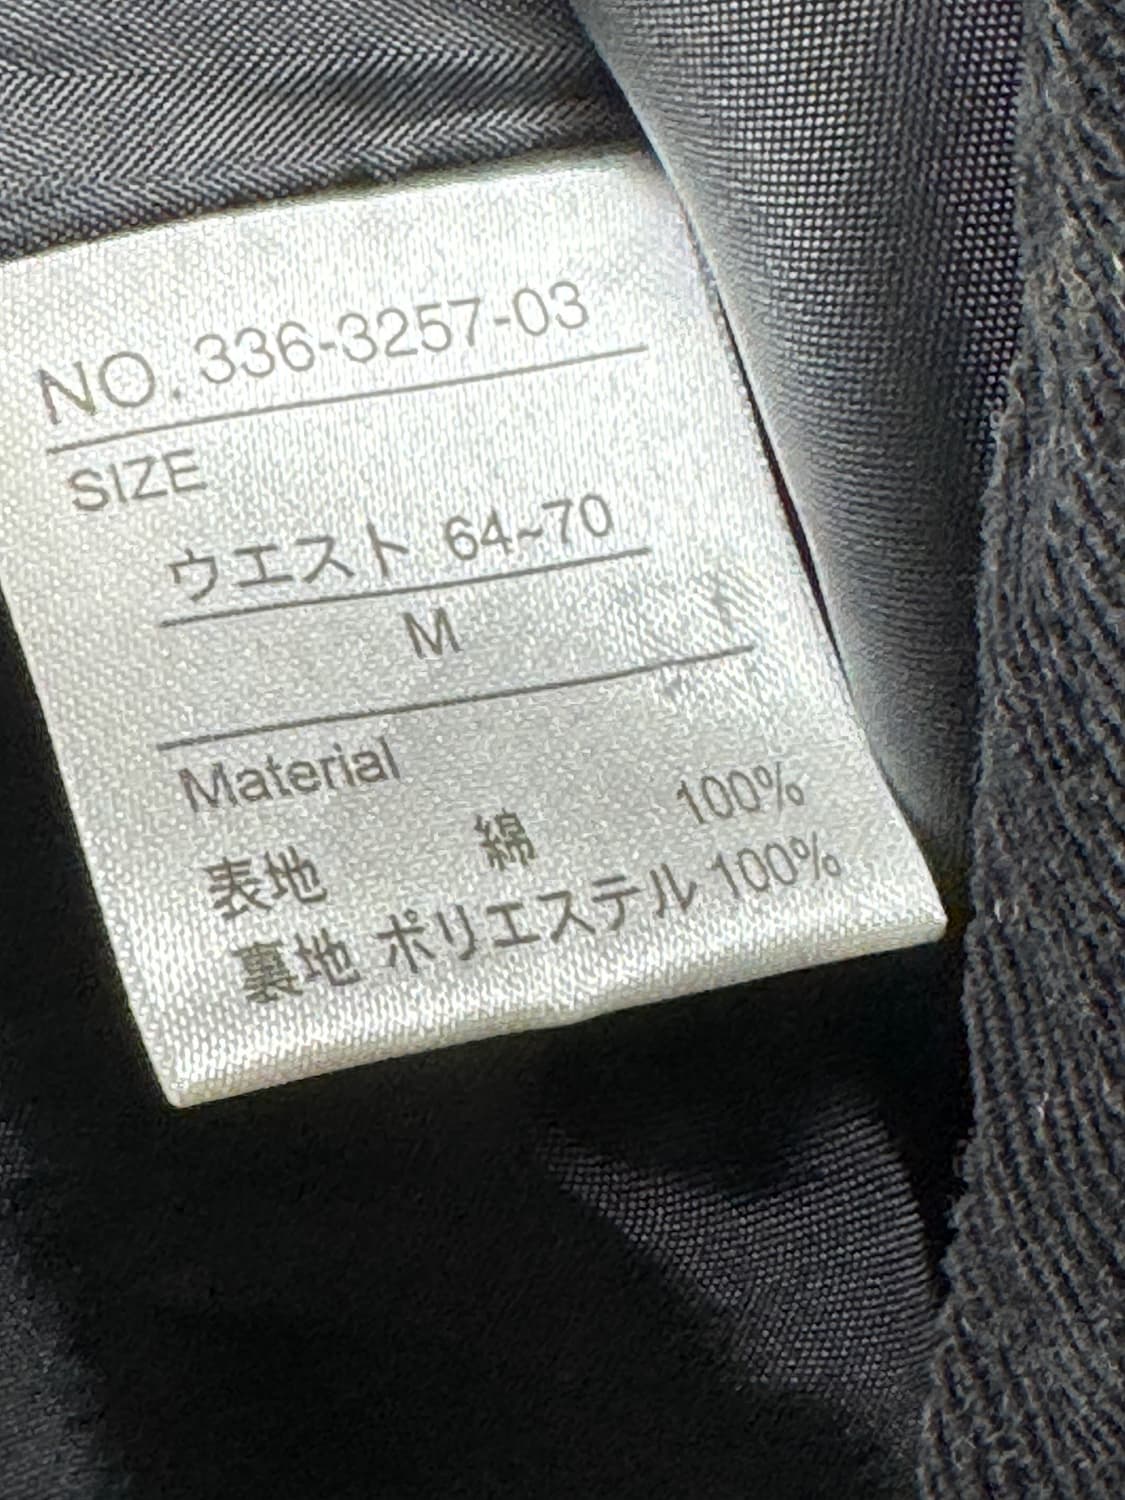 NO. 336-3257-03
SIZE
ウエスト 64~70
M
Material
表地 綿 100%
裏地 ポリエステル 100%